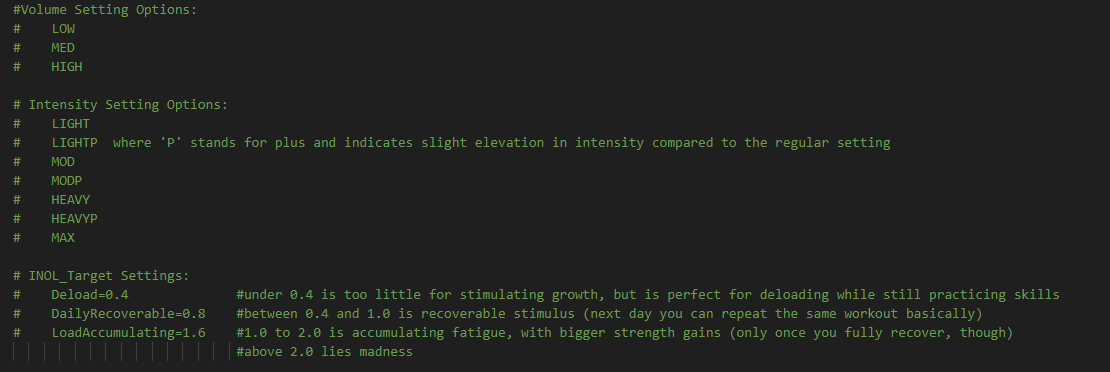 #Volume Setting Options:
#    LOW
#    MED
#    HIGH
# Intensity Setting Options:
#    LIGHT
#    LIGHTP  where 'P' stands for plus and indicates slight elevation in intensity compared to the regular setting
#    MOD
#    MODP
#    HEAVY
#    HEAVYP
#    MAX
# INOL_Target Settings:
#    Deload=0.4              #under 0.4 is too little for stimulating growth, but is perfect for deloading while still practicing skills
#    DailyRecoverable=0.8    #between 0.4 and 1.0 is recoverable stimulus (next day you can repeat the same workout basically)
#    LoadAccumulating=1.6    #1.0 to 2.0 is accumulating fatigue, with bigger strength gains (only once you fully recover, though)
                             #above 2.0 lies madness